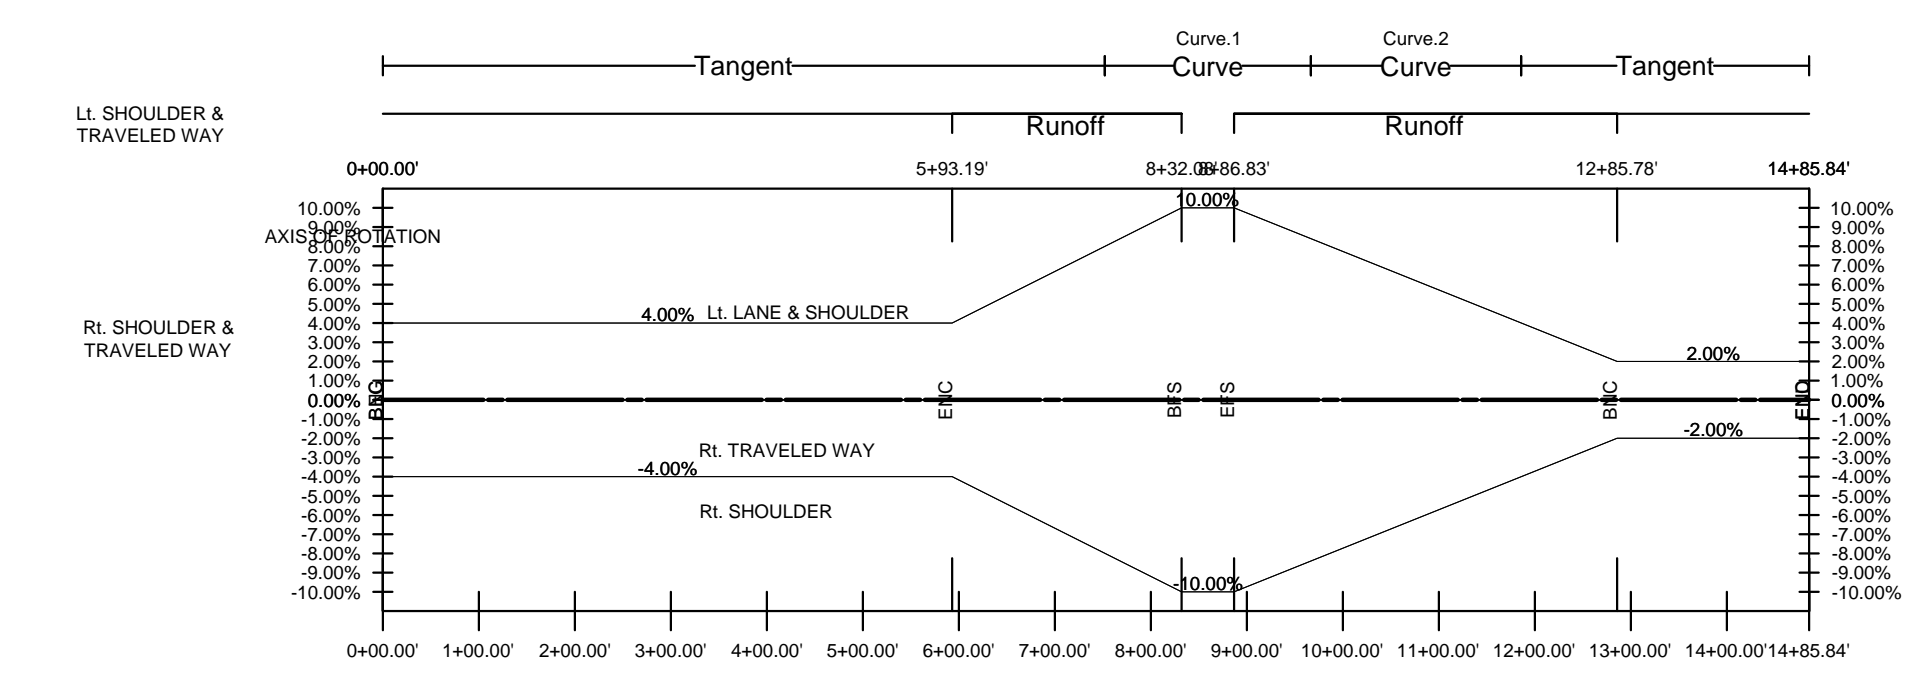 Curve.1 Curve.2
Tangent Curve Curve Tangent
Lt. SHOULDER &
TRAVELED WAY
Runoff Runoff
0+00.00' 5+93.19' 8+32.08' 8+86.83' 12+85.78' 14+85.84'
10.00% 10.00% 10.00%
9.00% 9.00%
AXIS OF ROTATION
8.00% 8.00%
7.00% 7.00%
6.00% 6.00%
5.00% 5.00%
4.00% 4.00% Lt. LANE & SHOULDER 4.00%
Rt. SHOULDER &
TRAVELED WAY
3.00% 3.00%
2.00% 2.00% 2.00%
1.00% 1.00%
0.00% ENC BFS EFS BNC 0.00%
-1.00% -1.00%
-2.00% -2.00% -2.00%
Rt. TRAVELED WAY
-3.00% -3.00%
-4.00% -4.00% -4.00%
-5.00% -5.00%
-6.00% Rt. SHOULDER -6.00%
-7.00% -7.00%
-8.00% -8.00%
-9.00% -9.00%
-10.00% -10.00% -10.00%
0+00.00' 1+00.00' 2+00.00' 3+00.00' 4+00.00' 5+00.00' 6+00.00' 7+00.00' 8+00.00' 9+00.00' 10+00.00' 11+00.00' 12+00.00' 13+00.00' 14+00.00' 14+85.84'